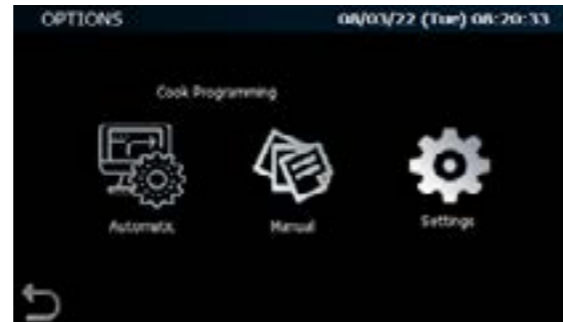 OPTIONS 08/03/22 (Tue) 08:20:33
Cook Programming
Automatic Manual Settings